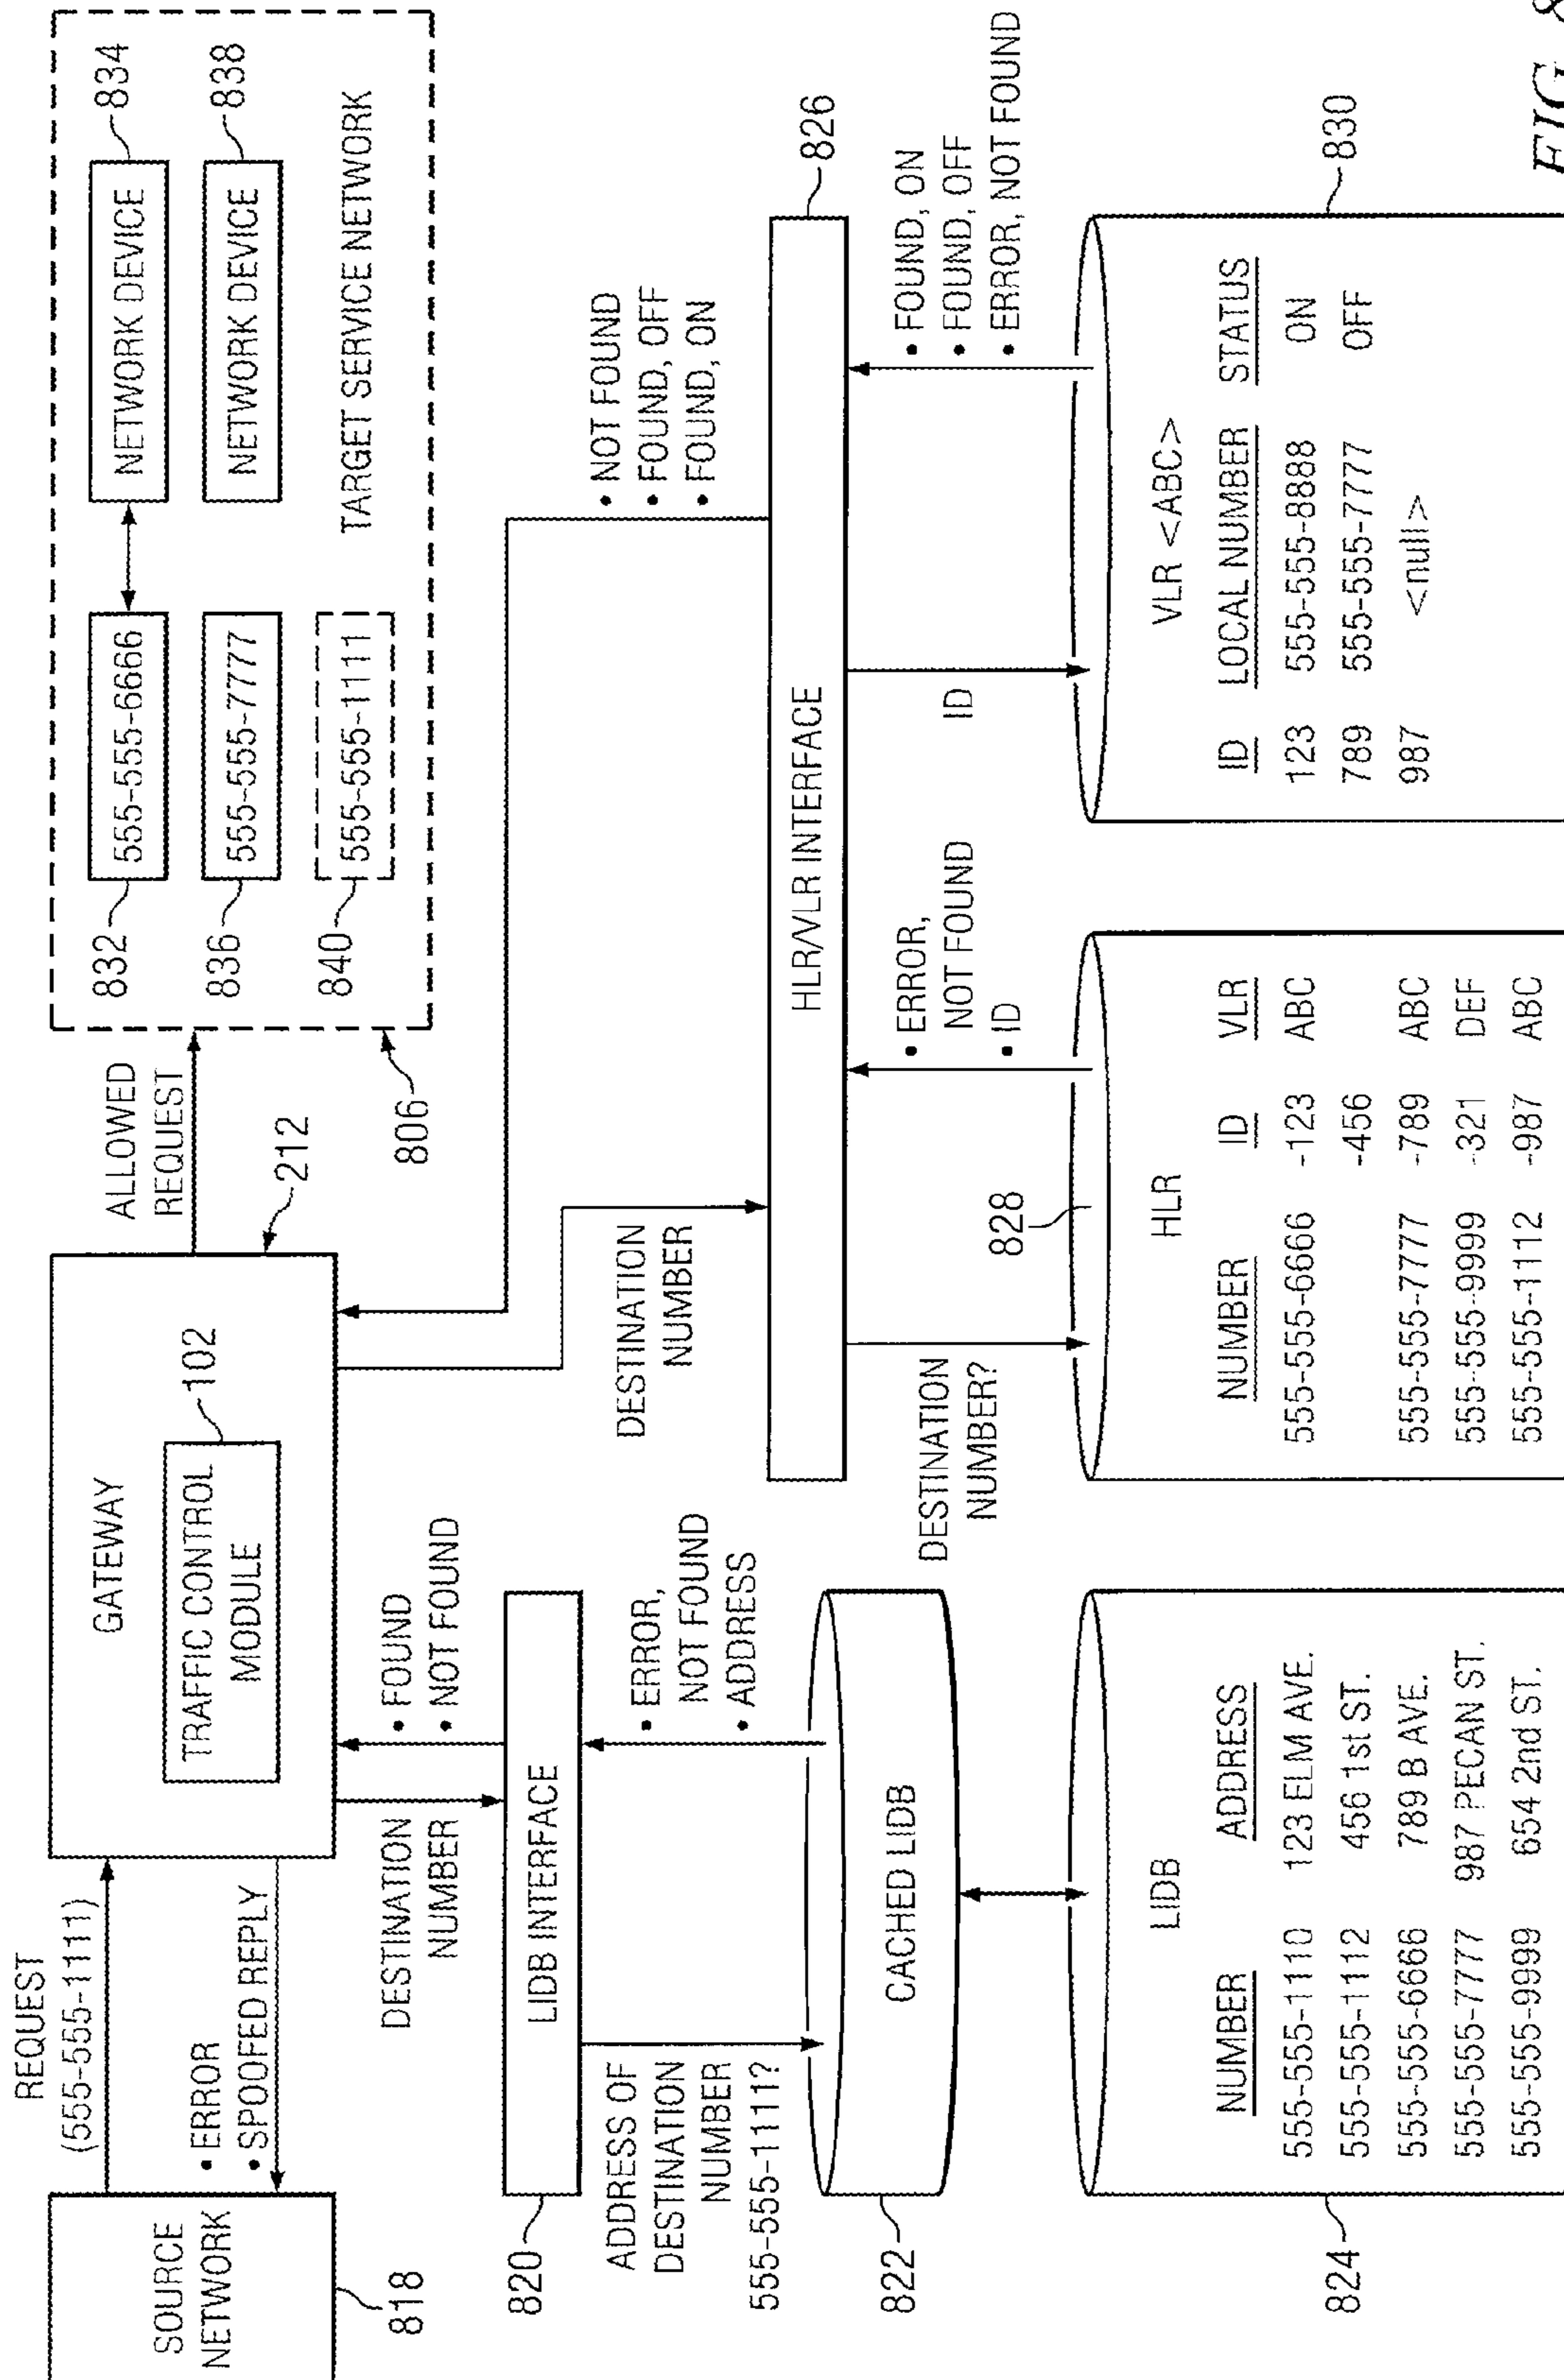 SOURCE
NETWORK
818
REQUEST
(555-555-1111)
• ERROR
• SPOOFED REPLY
GATEWAY
TRAFFIC CONTROL
MODULE
102
212
ALLOWED
REQUEST
806
832
555-555-6666
NETWORK DEVICE
834
836
555-555-7777
NETWORK DEVICE
838
840
555-555-1111
TARGET SERVICE NETWORK
DESTINATION
NUMBER
• FOUND
• NOT FOUND
820
LIDB INTERFACE
ADDRESS OF
DESTINATION
NUMBER
555-555-1111?
• ERROR,
NOT FOUND
• ADDRESS
822
CACHED LIDB
824
LIDB
NUMBER ADDRESS
555-555-1110 123 ELM AVE.
555-555-1112 456 1st ST.
555-555-6666 789 B AVE.
555-555-7777 987 PECAN ST.
555-555-9999 654 2nd ST.
DESTINATION
NUMBER
• NOT FOUND
• FOUND, OFF
• FOUND, ON
HLR/VLR INTERFACE
826
DESTINATION
NUMBER?
828
• ERROR,
NOT FOUND
• ID
ID
• FOUND, ON
• FOUND, OFF
• ERROR, NOT FOUND
HLR
NUMBER ID VLR
555-555-6666 -123 ABC
-456
555-555-7777 -789 ABC
555-555-9999 -321 DEF
555-555-1112 -987 ABC
830
VLR <ABC>
ID LOCAL NUMBER STATUS
123 555-555-8888 ON
789 555-555-7777 OFF
987 <null>
FIG. 8